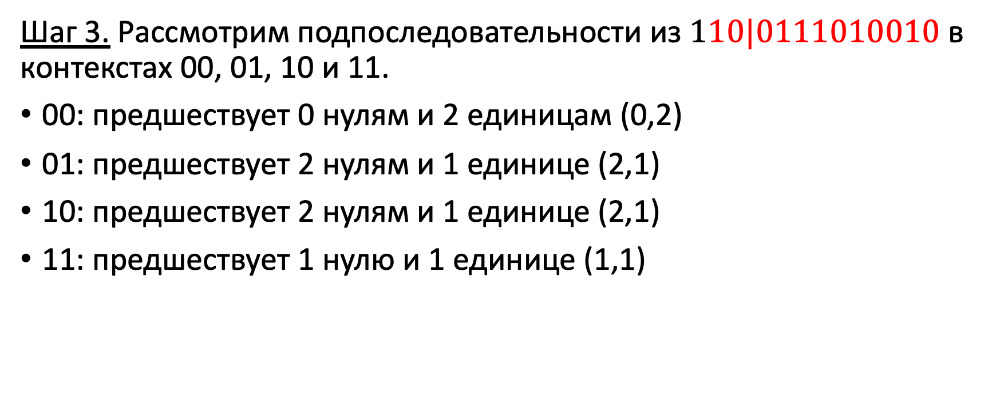 Шаг 3. Рассмотрим подпоследовательности из 110|0111010010 в
контекстах 00, 01, 10 и 11.
• 00: предшествует 0 нулям и 2 единицам (0,2)
• 01: предшествует 2 нулям и 1 единице (2,1)
• 10: предшествует 2 нулям и 1 единице (2,1)
• 11: предшествует 1 нулю и 1 единице (1,1)